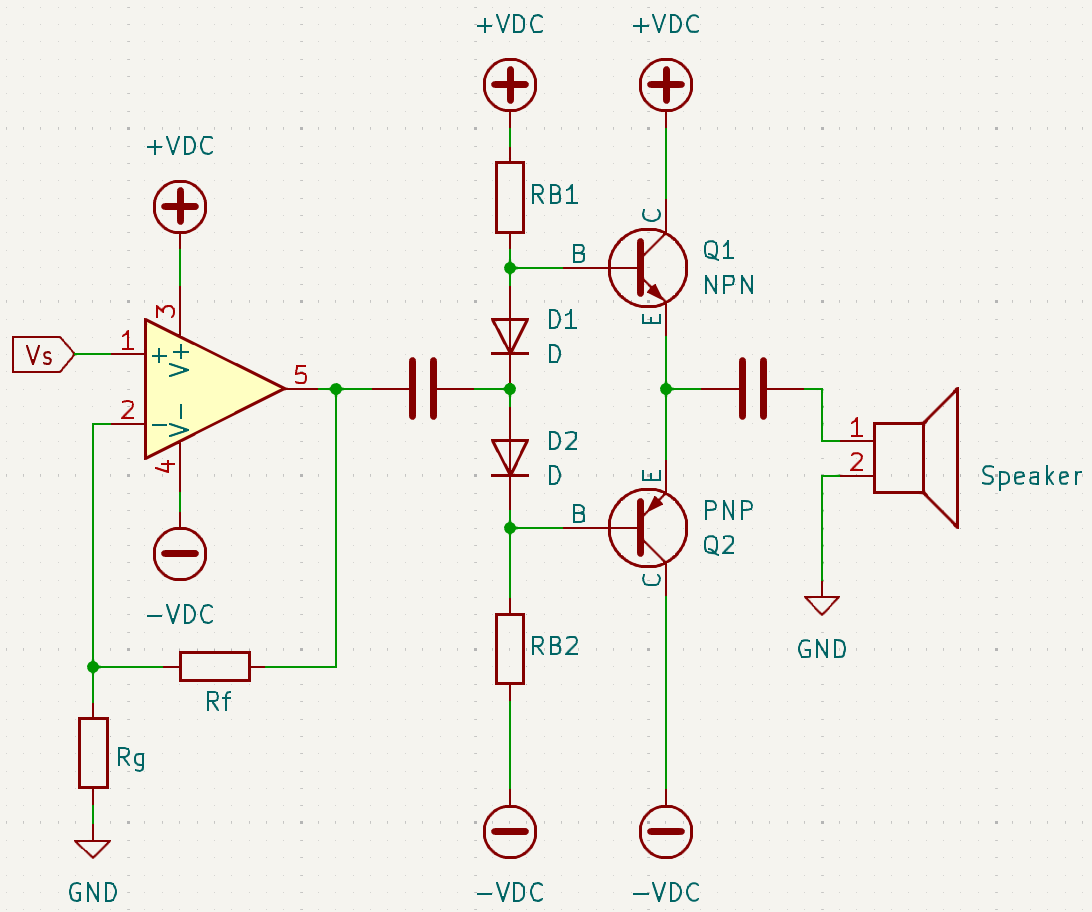 +VDC
+VDC
+VDC
RB1
C
B
Q1
NPN
3
E
D1
D
Vs
1
+
V+
5
2
V-
-
4
1
2
D2
D
E
Speaker
B
PNP
Q2
C
-VDC
RB2
GND
Rf
Rg
GND
-VDC
-VDC